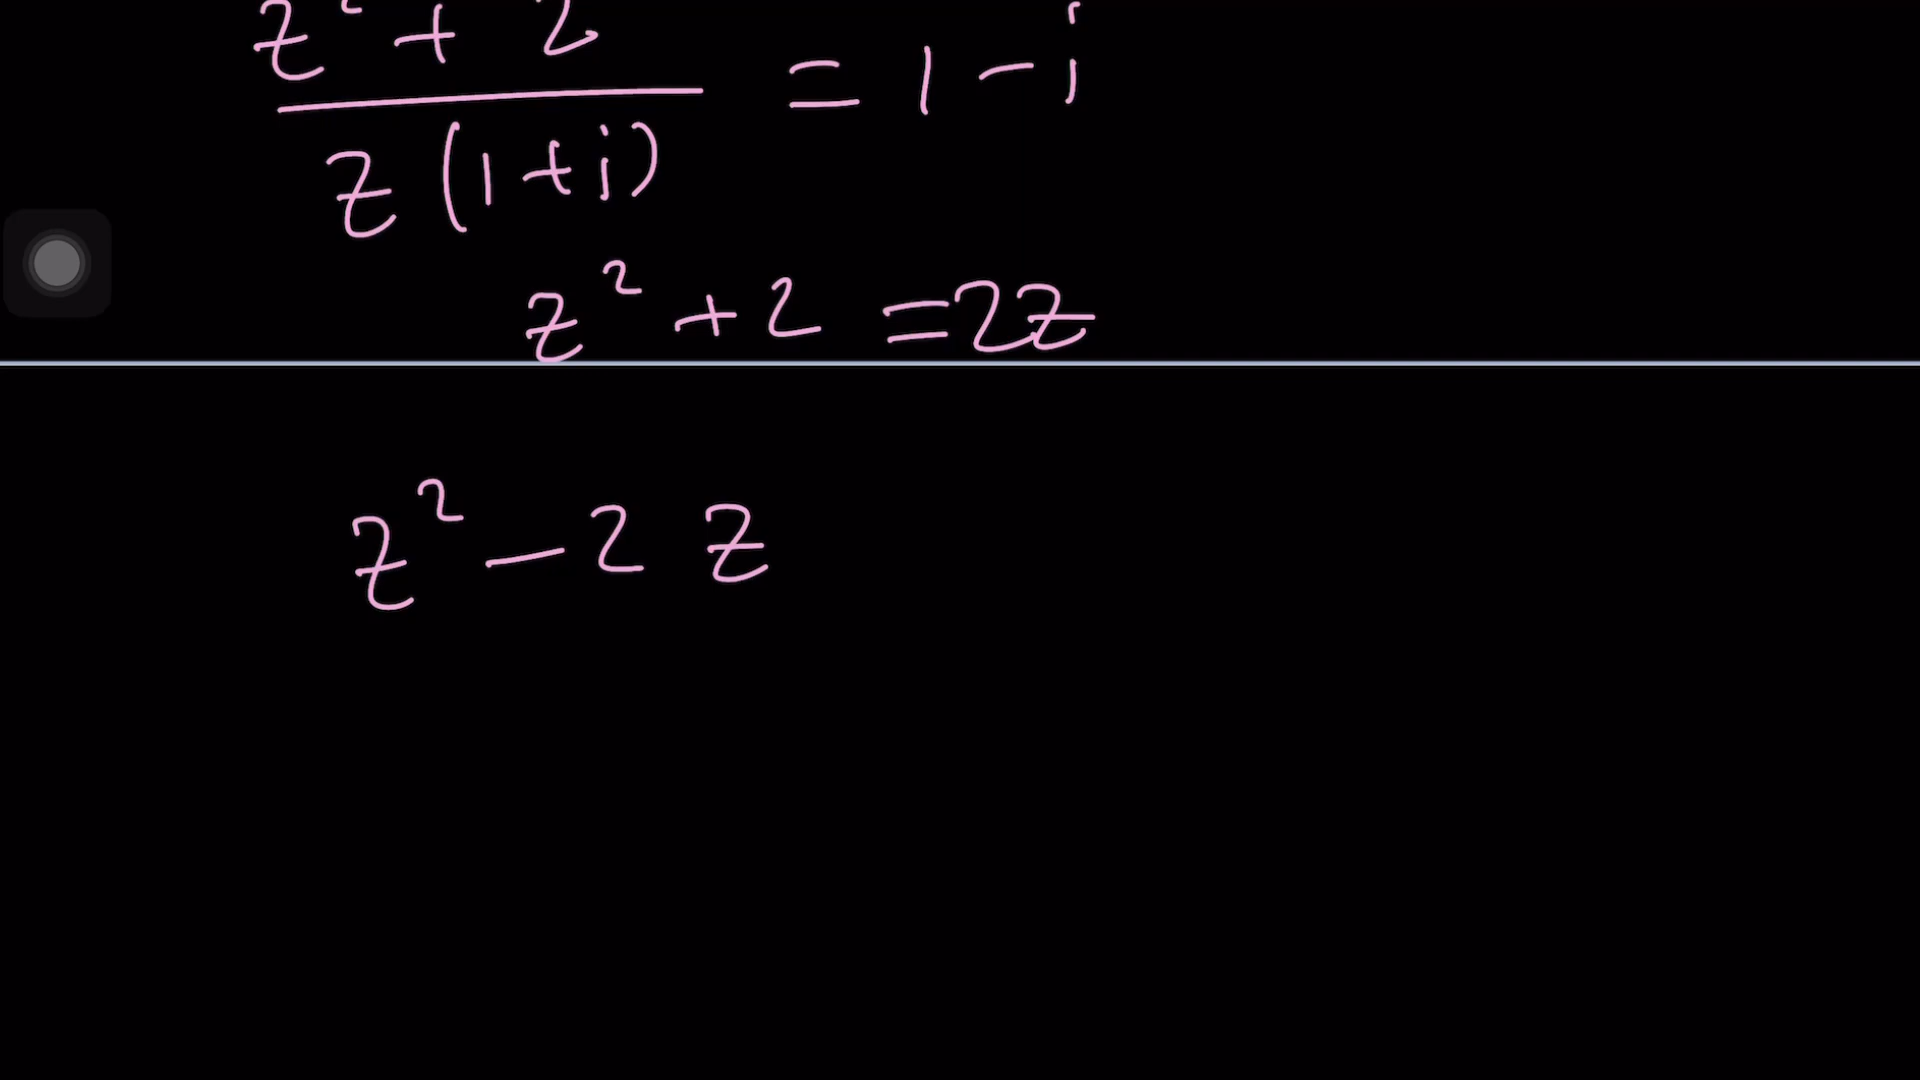 z² + 2
z (1+i)
= 1 - i
z² + 2 = 2z
z² - 2 z